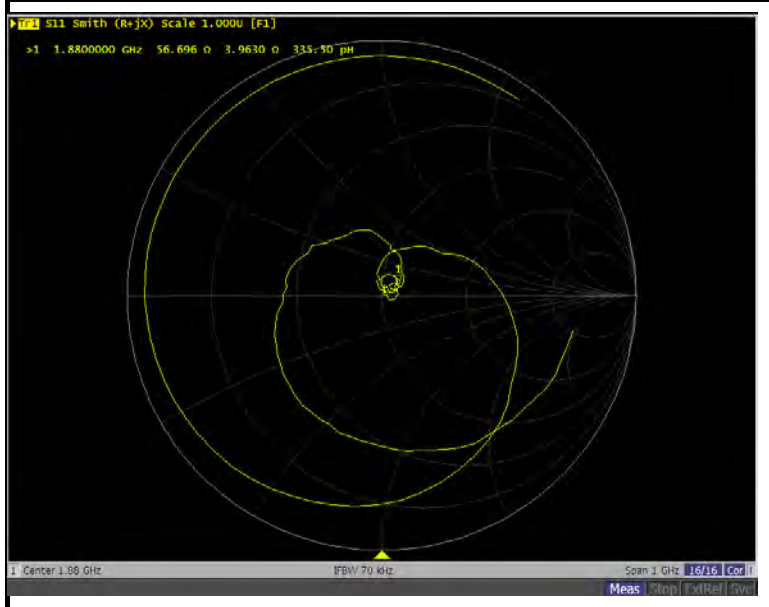 Tr1 S11 Smith (R+jX) Scale 1.000U [F1]
>1 1.8800000 GHz 56.696 Ω 3.9630 Ω 335.50 pH
1
1 Center 1.88 GHz IFBW 70 kHz Span 1 GHz 16/16 Cor
Meas Stop ExtRef Svc